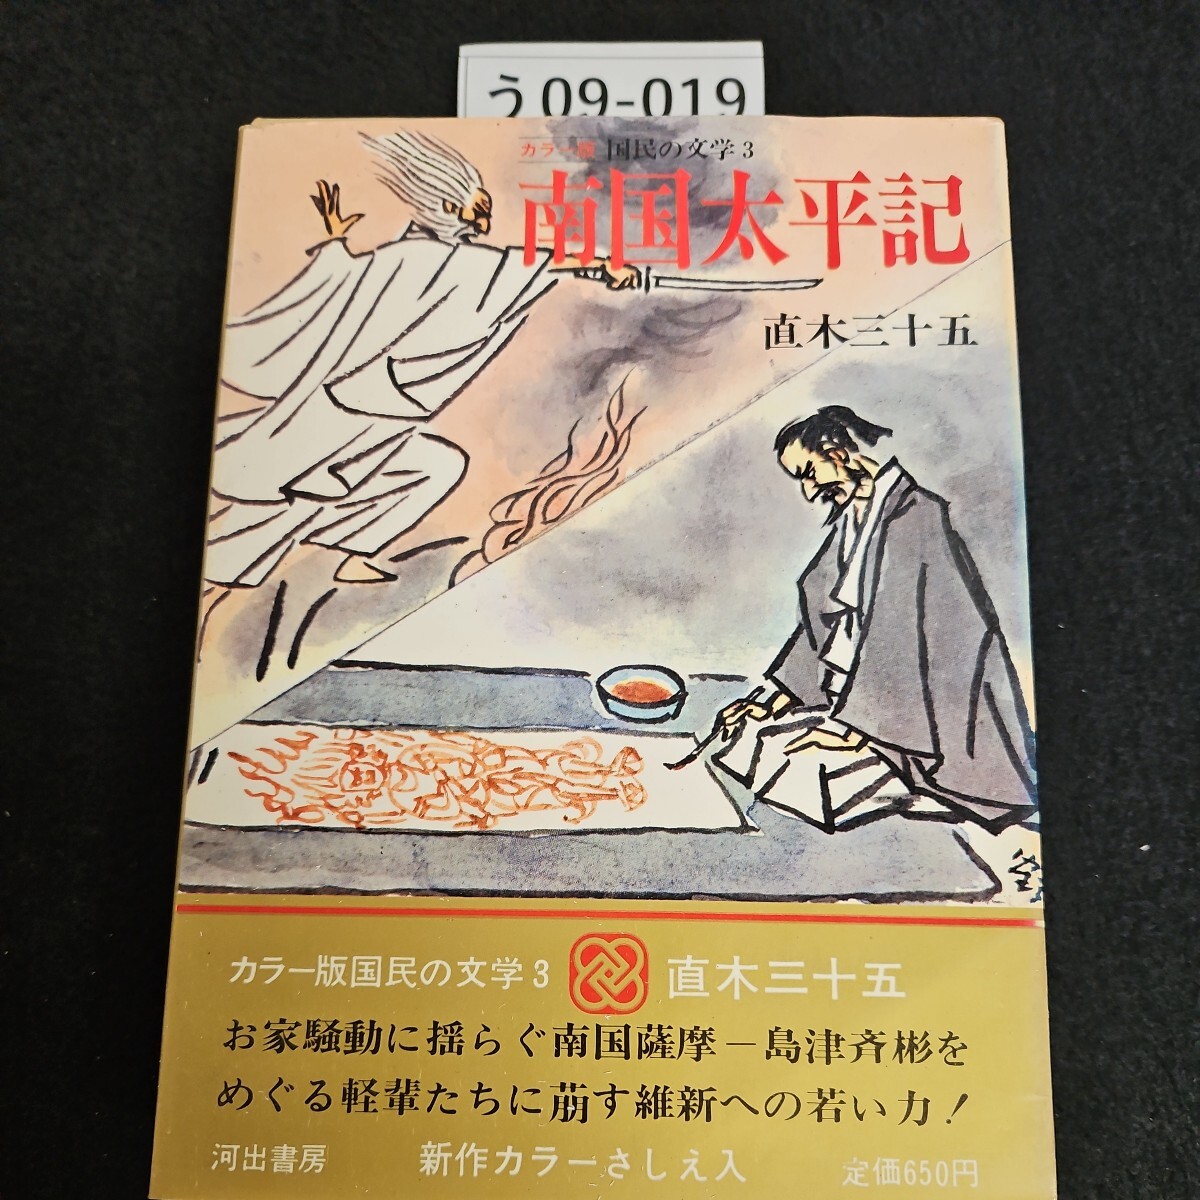 う09-019
カラー版 国民の文学3
南国太平記
直木三十五
カラー版国民の文学3 直木三十五
お家騒動に揺らぐ南国薩摩－島津斉彬を
めぐる軽輩たちに萠す維新への若い力!
河出書房 新作カラーさしえ入 定価650円